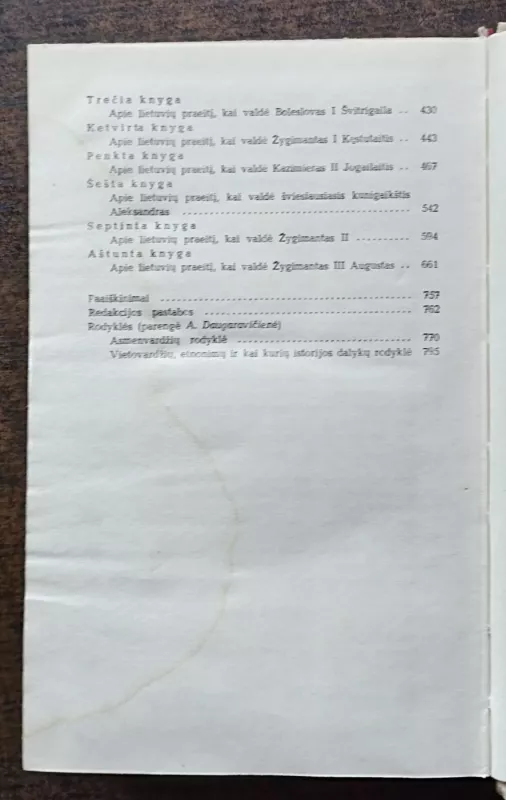 Trečia knyga
Apie lietuvių praeitį, kai valdė Boleslovas I Švitrigaila .. 430
Ketvirta knyga
Apie lietuvių praeitį, kai valdė Žygimantas I Kęstutaitis .. 443
Penkta knyga
Apie lietuvių praeitį, kai valdė Kazimieras II Jogailaitis .. 467
Šešta knyga
Apie lietuvių praeitį, kai valdė šviesiausiasis kunigaikštis
Aleksandras ........................................ 542
Septinta knyga
Apie lietuvių praeitį, kai valdė Žygimantas II .......... 594
Aštunta knyga
Apie lietuvių praeitį, kai valdė Žygimantas III Augustas .. 661
Paaiškinimai ........................................ 757
Redakcijos pastabos ................................ 762
Rodyklės (parengė A. Daugaravičienė)
Asmenvardžių rodyklė ............................ 770
Vietovardžių, etnonimų ir kai kurių istorijos dalykų rodyklė 795